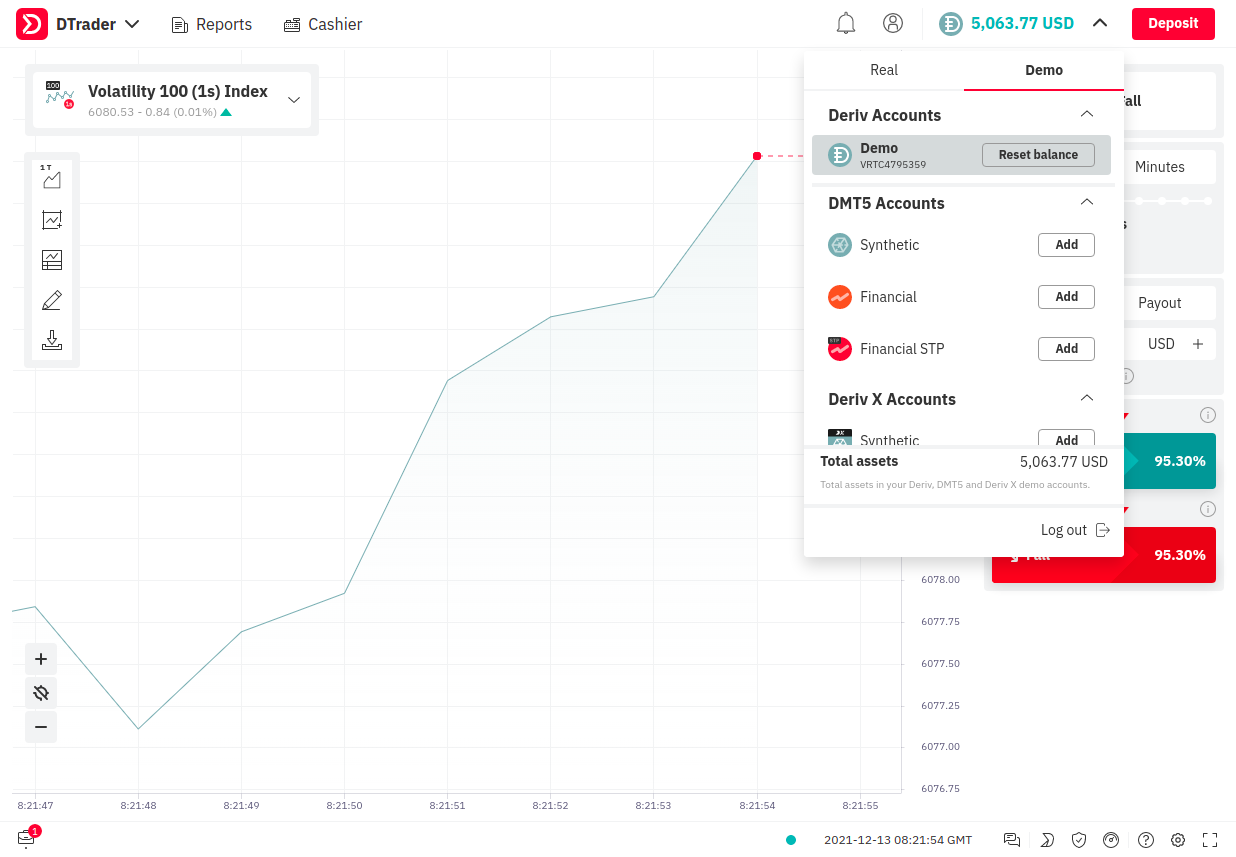 DTrader
Reports
Cashier
5,063.77 USD
Deposit
100
1s
Volatility 100 (1s) Index
6080.53 - 0.84 (0.01%)
1 T
Real
Demo
Deriv Accounts
Demo
VRTC4795359
Reset balance
DMT5 Accounts
Synthetic
Add
Financial
Add
STP
Financial STP
Add
Deriv X Accounts
Synthetic
Add
Total assets
5,063.77 USD
Total assets in your Deriv, DMT5 and Deriv X demo accounts.
Log out
Minutes
Payout
USD +
95.30%
Fall
95.30%
6078.00
6077.75
6077.50
6077.25
6077.00
6076.75
8:21:47 8:21:48 8:21:49 8:21:50 8:21:51 8:21:52 8:21:53 8:21:54 8:21:55
1
2021-12-13 08:21:54 GMT